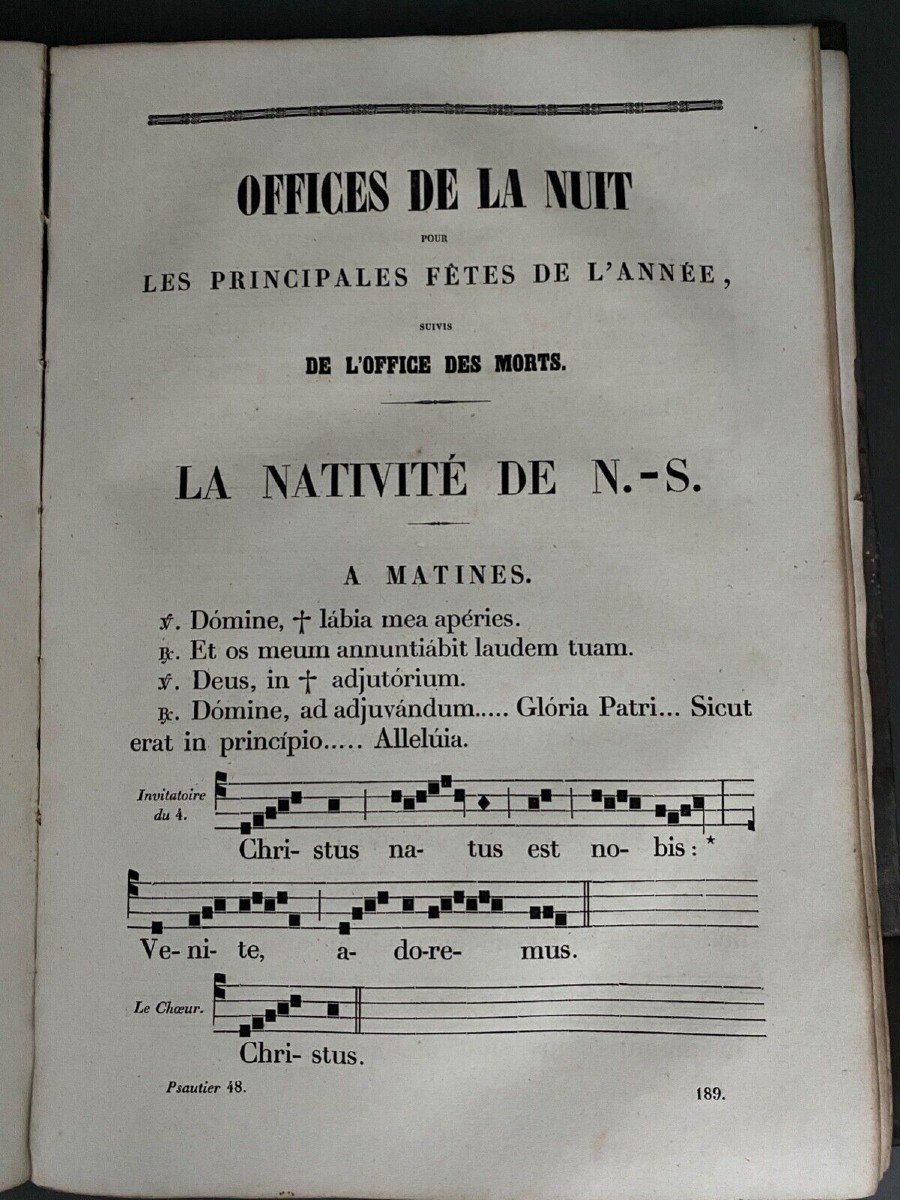 OFFICES DE LA NUIT
POUR
LES PRINCIPALES FÊTES DE L'ANNÉE,
SUIVIS
DE L'OFFICE DES MORTS.
LA NATIVITÉ DE N.-S.
A MATINES.
℣. Dómine, † lábia mea apéries.
℟. Et os meum annuntiábit laudem tuam.
℣. Deus, in † adjutórium.
℟. Dómine, ad adjuvándum..... Glória Patri... Sicut
erat in princípio..... Allelúia.
Invitatoire
du 4.
Chri- stus na- tus est no- bis: *
Ve- ni- te, a- do-re- mus.
Le Chœur.
Chri- stus.
Psautier 48.
189.